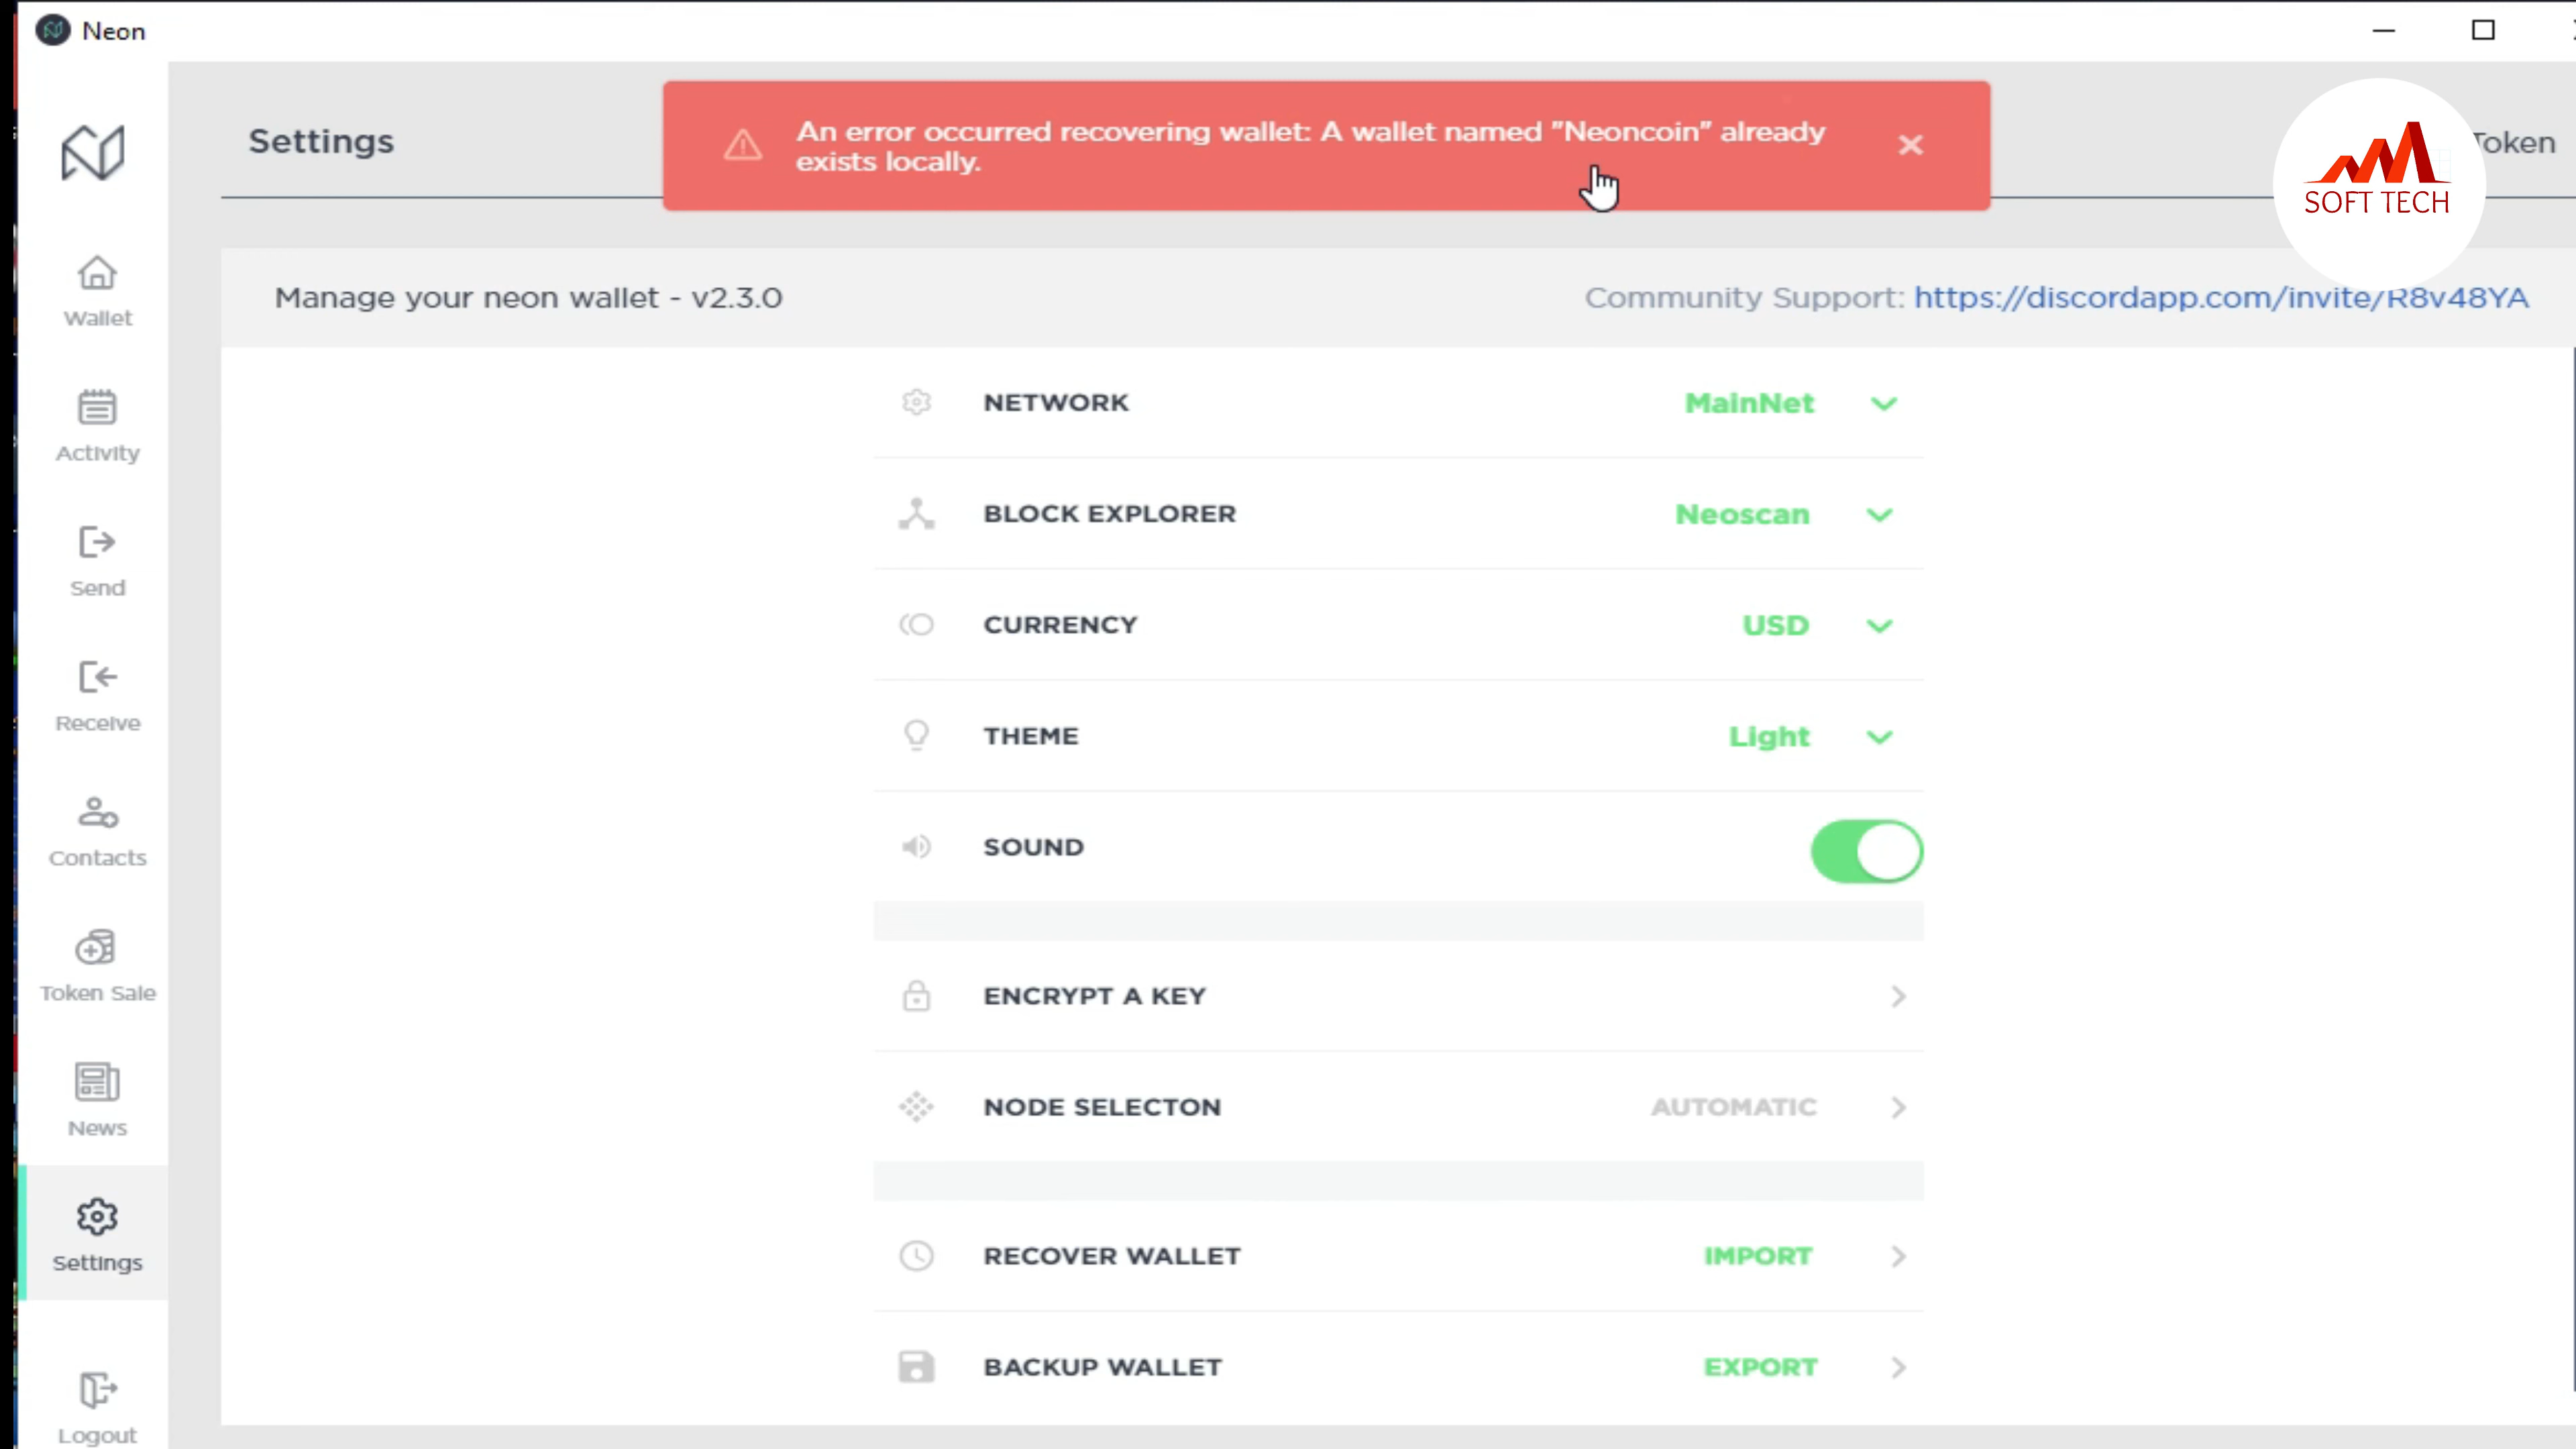 Neon
Settings
An error occurred recovering wallet: A wallet named "Neoncoin" already
exists locally.
Token
SOFT TECH
Manage your neon wallet - v2.3.0
Community Support: https://discordapp.com/invite/R8v48YA
Wallet
Activity
Send
Receive
Contacts
Token Sale
News
Settings
Logout
NETWORK MainNet
BLOCK EXPLORER Neoscan
CURRENCY USD
THEME Light
SOUND
ENCRYPT A KEY
NODE SELECTON AUTOMATIC
RECOVER WALLET IMPORT
BACKUP WALLET EXPORT